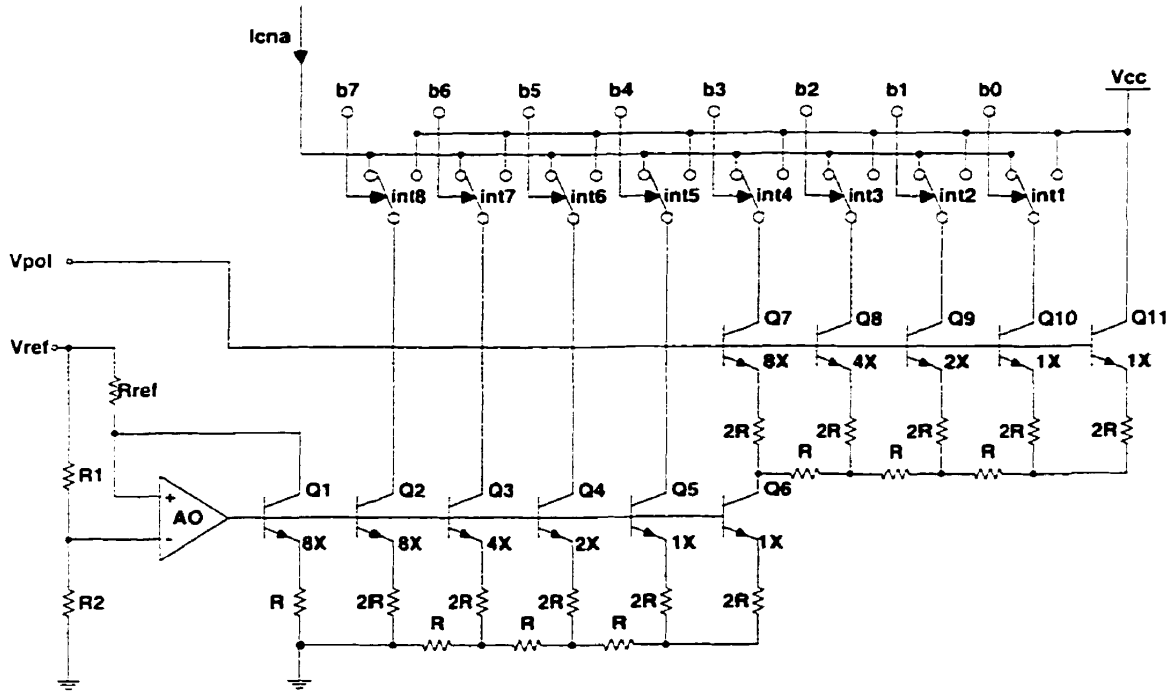 Icna
Vcc
b7 b6 b5 b4 b3 b2 b1 b0
int8 int7 int6 int5 int4 int3 int2 int1
Vpol
Q7 Q8 Q9 Q10 Q11
Vref
8X 4X 2X 1X 1X
Rref
2R 2R 2R 2R 2R
R R R
R1
Q1 Q2 Q3 Q4 Q5 Q6
+
AO
-
8X 8X 4X 2X 1X 1X
R2
R 2R 2R 2R 2R 2R
R R R